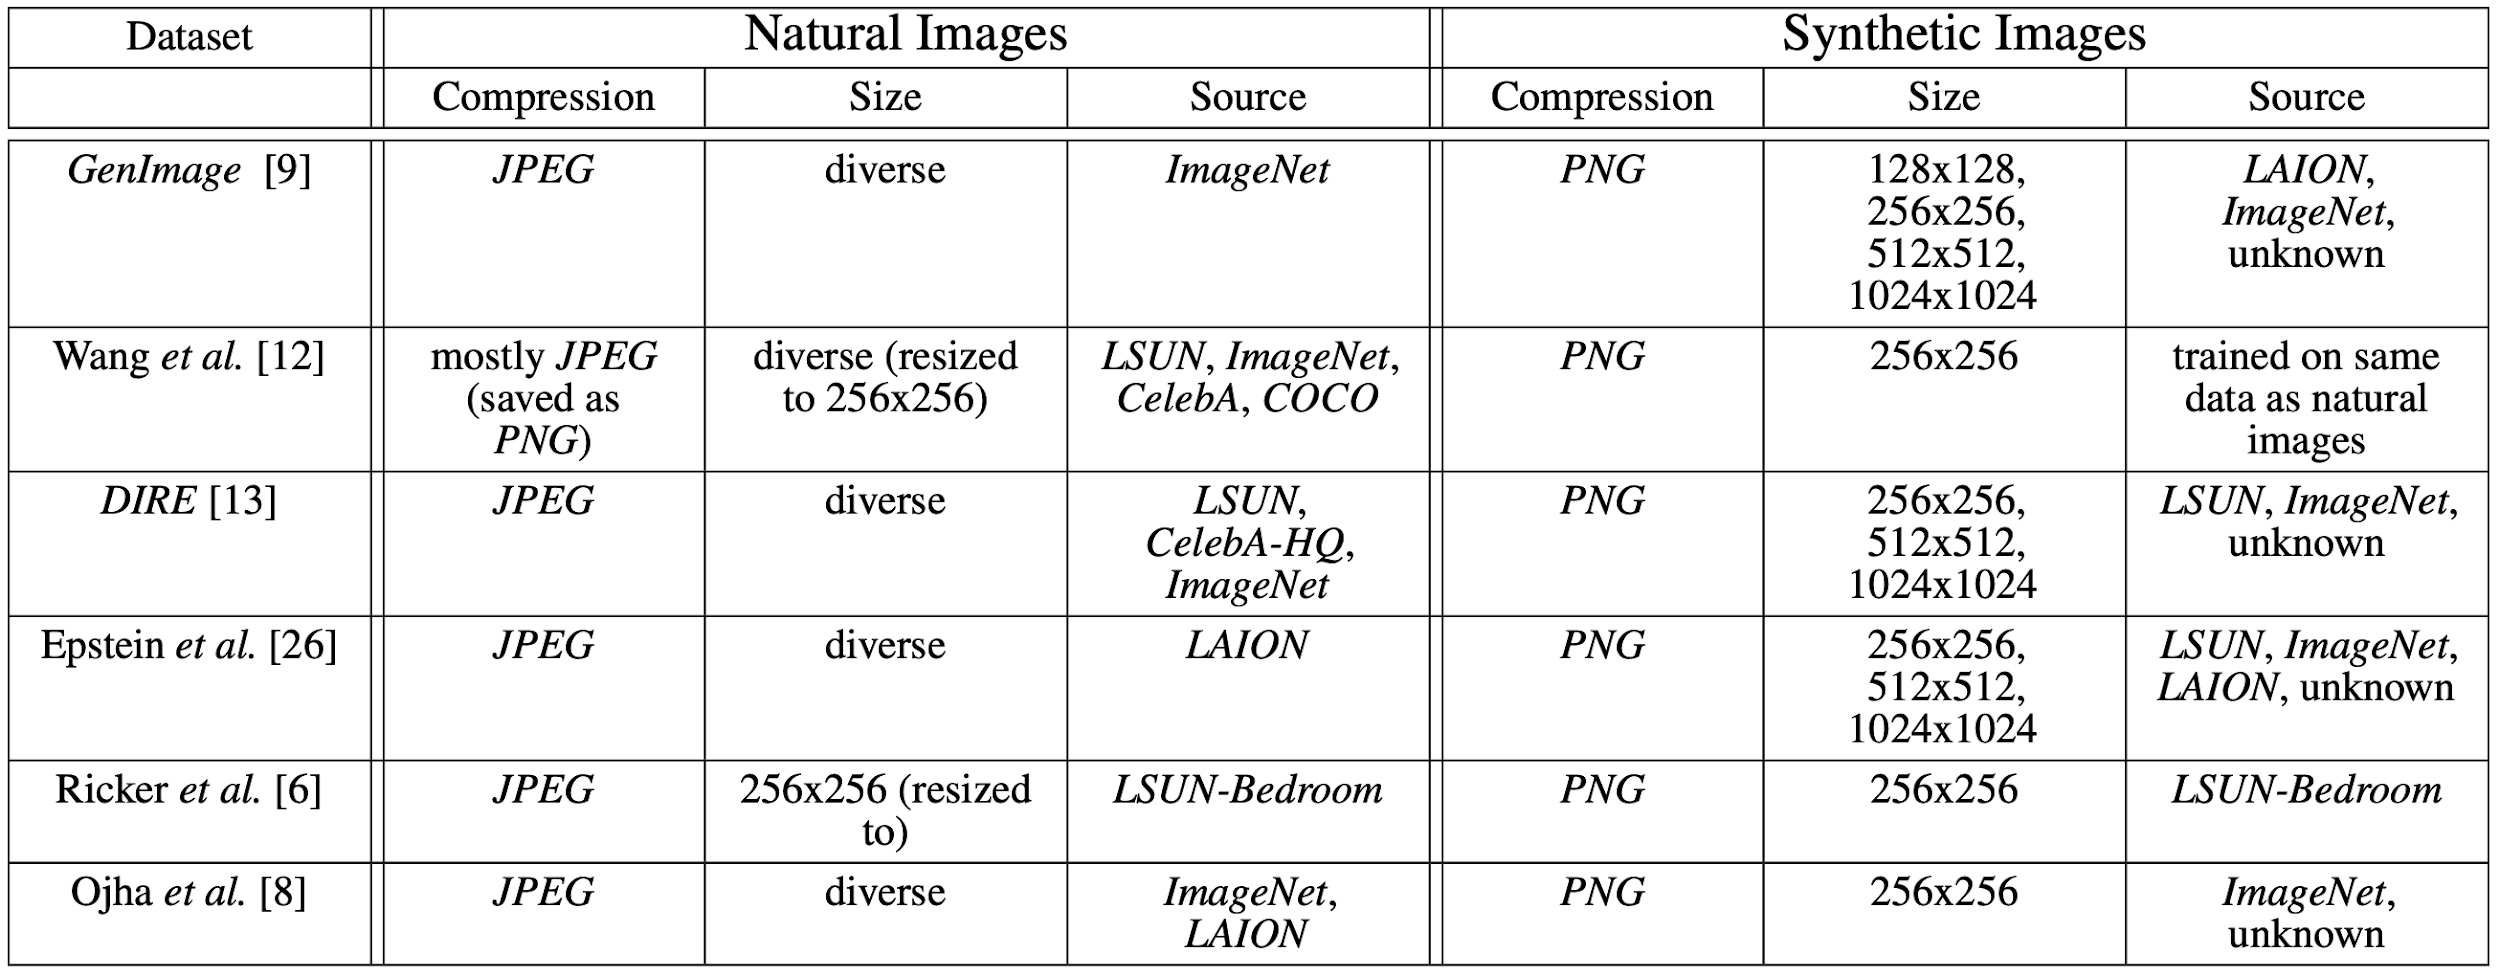 Dataset Natural Images Synthetic Images
Compression Size Source Compression Size Source
GenImage [9] JPEG diverse ImageNet PNG 128x128, LAION,
256x256, ImageNet,
512x512, unknown
1024x1024
Wang et al. [12] mostly JPEG diverse (resized LSUN, ImageNet, PNG 256x256 trained on same
(saved as to 256x256) CelebA, COCO data as natural
PNG) images
DIRE [13] JPEG diverse LSUN, PNG 256x256, LSUN, ImageNet,
CelebA-HQ, 512x512, unknown
ImageNet 1024x1024
Epstein et al. [26] JPEG diverse LAION PNG 256x256, LSUN, ImageNet,
512x512, LAION, unknown
1024x1024
Ricker et al. [6] JPEG 256x256 (resized LSUN-Bedroom PNG 256x256 LSUN-Bedroom
to)
Ojha et al. [8] JPEG diverse ImageNet, PNG 256x256 ImageNet,
LAION unknown